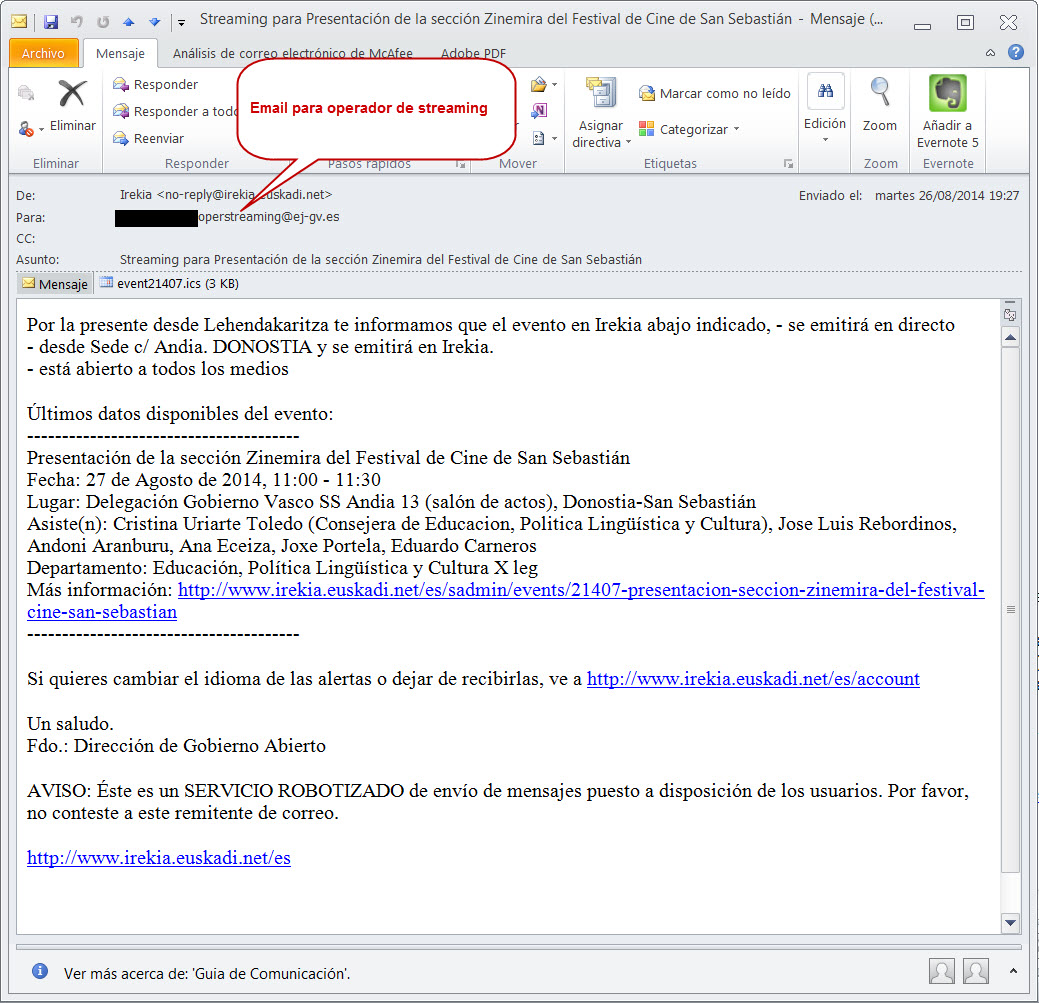 Streaming para Presentación de la sección Zinemira del Festival de Cine de San Sebastián - Mensaje (...
Archivo Mensaje Análisis de correo electrónico de McAfee Adobe PDF
Eliminar
Responder
Responder a todo
Reenviar
Asignar directiva
Marcar como no leído
Categorizar
Edición
Zoom
Añadir a Evernote 5
Eliminar Responder Pasos rápidos Mover Etiquetas Zoom Evernote
Email para operador de streaming
De: Irekia <no-reply@irekia.euskadi.net> Enviado el: martes 26/08/2014 19:27
Para: operstreaming@ej-gv.es
CC:
Asunto: Streaming para Presentación de la sección Zinemira del Festival de Cine de San Sebastián
Mensaje event21407.ics (3 KB)
Por la presente desde Lehendakaritza te informamos que el evento en Irekia abajo indicado, - se emitirá en directo
- desde Sede c/ Andia. DONOSTIA y se emitirá en Irekia.
- está abierto a todos los medios
Últimos datos disponibles del evento:
---------------------------------------
Presentación de la sección Zinemira del Festival de Cine de San Sebastián
Fecha: 27 de Agosto de 2014, 11:00 - 11:30
Lugar: Delegación Gobierno Vasco SS Andia 13 (salón de actos), Donostia-San Sebastián
Asiste(n): Cristina Uriarte Toledo (Consejera de Educacion, Politica Lingüística y Cultura), Jose Luis Rebordinos,
Andoni Aranburu, Ana Eceiza, Joxe Portela, Eduardo Carneros
Departamento: Educación, Política Lingüística y Cultura X leg
Más información: http://www.irekia.euskadi.net/es/sadmin/events/21407-presentacion-seccion-zinemira-del-festival-
cine-san-sebastian
---------------------------------------
Si quieres cambiar el idioma de las alertas o dejar de recibirlas, ve a http://www.irekia.euskadi.net/es/account
Un saludo.
Fdo.: Dirección de Gobierno Abierto
AVISO: Éste es un SERVICIO ROBOTIZADO de envío de mensajes puesto a disposición de los usuarios. Por favor,
no conteste a este remitente de correo.
http://www.irekia.euskadi.net/es
Ver más acerca de: 'Guia de Comunicación'.